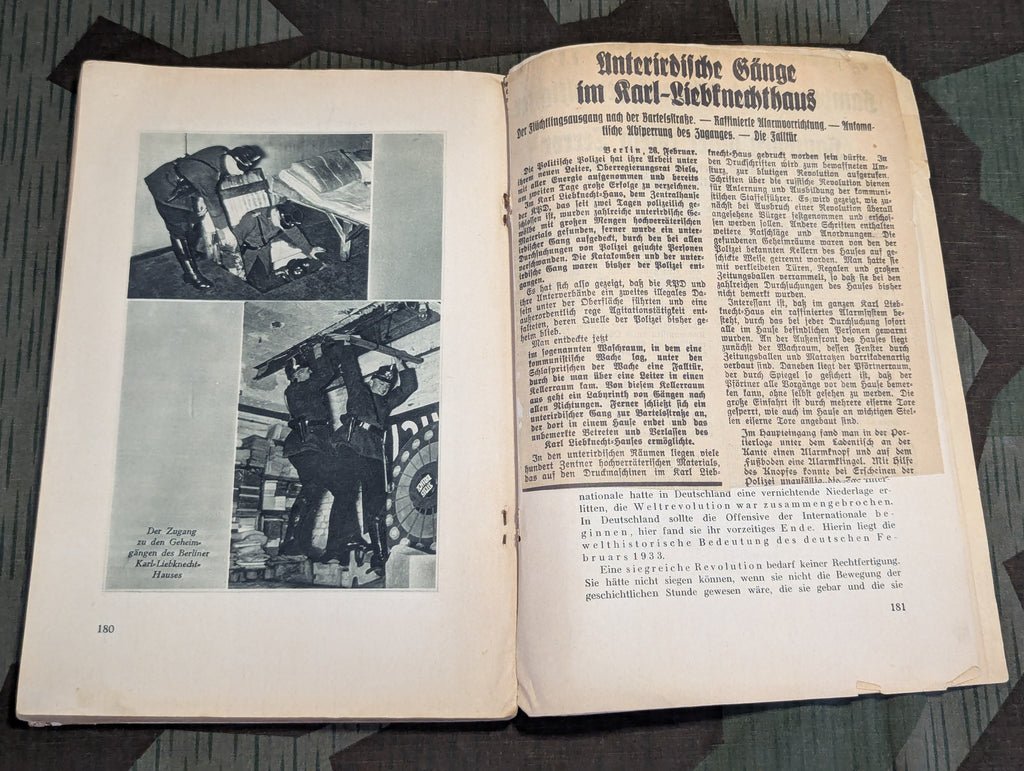 Der Zugang
zu den Geheim-
gängen des Berliner
Karl-Liebknecht-
Hauses
180
Unterirdische Gänge
im Karl-Liebknechthaus
Der Flüchtlingsausgang nach der Bartelsstraße. — Raffinierte Alarmvorrichtung. — Automa-
tische Absperrung des Zuganges. — Die Falltür
Berlin, 26. Februar.
Die Politische Polizei hat ihre Arbeit unter
ihrem neuen Leiter, Oberregierungsrat Diels,
mit aller Energie aufgenommen und bereits
am zweiten Tage große Erfolge zu verzeichnen.
Im Karl Liebknecht-Haus, dem Zentralhause
der KPD, das seit zwei Tagen polizeilich ge-
schlossen ist, wurden zahlreiche unterirdische Ge-
wölbe mit großen Mengen hochverräterischen
Materials gefunden, ferner wurde ein unter-
irdischer Gang aufgedeckt, durch den bei allen
Durchsuchungen von Polizei gesuchte Personen
verschwanden. Die Katakomben und der unter-
irdische Gang waren bisher der Polizei ent-
gangen.
Es hat sich also gezeigt, daß die KPD und
ihre Unterverbände ein zweites illegales Da-
sein unter der Oberfläche führten und eine
außerordentlich rege Agitationstätigkeit ent-
falteten, deren Quelle der Polizei bisher ge-
heim blieb.
Man entdeckte jetzt
im sogenannten Waschraum, in dem eine
kommunistische Wache lag, unter den
Schlafpritschen der Wache eine Falltür,
durch die man über eine Leiter in einen
Kellerraum kam. Von diesem Kellerraum
aus geht ein Labyrinth von Gängen nach
allen Richtungen. Ferner schließt sich ein
unterirdischer Gang zur Bartelsstraße an,
der dort in einem Hause endet und das
unbemerkte Betreten und Verlassen des
Karl Liebknecht-Hauses ermöglichte.
In den unterirdischen Räumen liegen viele
hundert Zentner hochverräterischen Materials,
das auf den Druckmaschinen im Karl Lieb-
knecht-Haus gedruckt worden sein dürfte. In
den Druckschriften wird zum bewaffneten Um-
sturz, zur blutigen Revolution aufgerufen.
Schriften über die russische Revolution dienen
für Anlernung und Ausbildung der kommuni-
stischen Staffelführer. Es wird gezeigt, wie zu-
nächst bei Ausbruch einer Revolution überall
angesehene Bürger festgenommen und erschos-
sen werden sollen. Andere Schriften enthalten
weitere Ratschläge und Anordnungen. Die
gefundenen Geheimräume waren von den der
Polizei bekannten Kellern des Hauses auf ge-
schickte Weise getrennt worden. Man hatte sie
mit verkleideten Türen, Regalen und großen
Zeitungsballen verrammelt, so daß sie bei den
zahlreichen Durchsuchungen des Hauses bisher
nicht bemerkt wurden.
Interessant ist, daß im ganzen Karl Lieb-
knecht-Haus ein raffiniertes Alarmsystem be-
steht, durch das bei jeder Durchsuchung sofort
alle im Hause befindlichen Personen gewarnt
wurden. An der Außenfront des Hauses liegt
zunächst der Wachraum, dessen Fenster durch
Zeitungsballen und Matratzen barrikadenartig
verbaut sind. Daneben liegt der Pförtnerraum,
der durch Spiegel so gesichert ist, daß der
Pförtner alle Vorgänge vor dem Hause bemer-
ken kann, ohne selbst gesehen zu werden. Die
große Einfahrt ist durch mehrere eiserne Tore
gesperrt, wie auch im Hause an wichtigen Stel-
len eiserne Tore angebaut sind.
Im Haupteingang fand man in der Por-
tierloge unter dem Ladentisch an der
Kante einen Alarmknopf und auf dem
Fußboden eine Alarmklingel. Mit Hilfe
des Knopfes konnte bei Erscheinen der
Polizei unauffällig die
nationale hatte in Deutschland eine vernichtende Niederlage er-
litten, die Weltrevolution war zusammengebrochen.
In Deutschland sollte die Offensive der Internationale be-
ginnen, hier fand sie ihr vorzeitiges Ende. Hierin liegt die
welthistorische Bedeutung des deutschen Fe-
bruars 1933.
Eine siegreiche Revolution bedarf keiner Rechtfertigung.
Sie hätte nicht siegen können, wenn sie nicht die Bewegung der
geschichtlichen Stunde gewesen wäre, die sie gebar und die sie
181